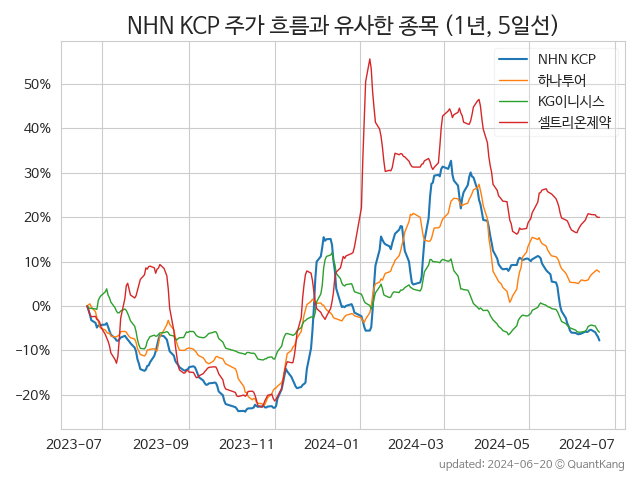 NHN KCP 주가 흐름과 유사한 종목 (1년, 5일선)
NHN KCP
하나투어
KG이니시스
셀트리온제약
50%
40%
30%
20%
10%
0%
−10%
−20%
2023-07
2023-09
2023-11
2024-01
2024-03
2024-05
2024-07
updated: 2024-06-20 © QuantKang